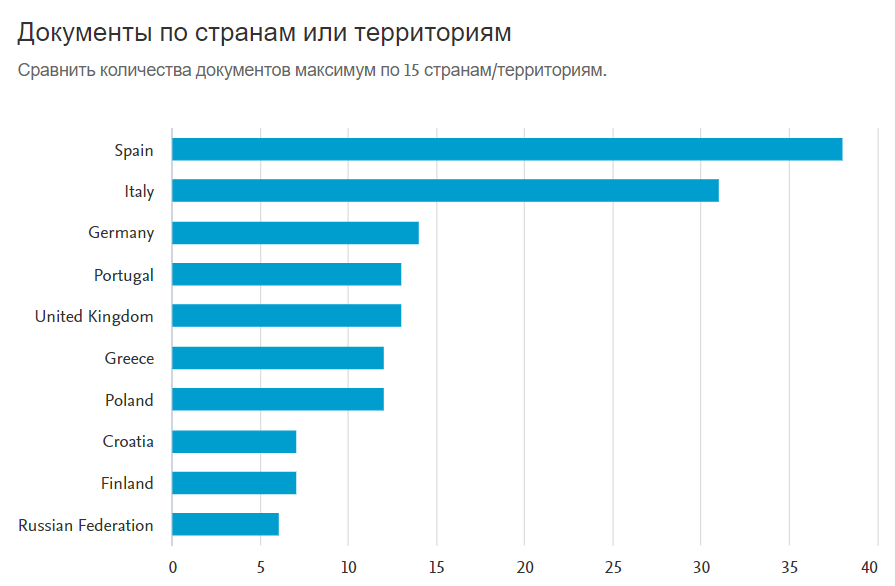 Документы по странам или территориям
Сравнить количества документов максимум по 15 странам/территориям.
Spain
Italy
Germany
Portugal
United Kingdom
Greece
Poland
Croatia
Finland
Russian Federation
0 5 10 15 20 25 30 35 40